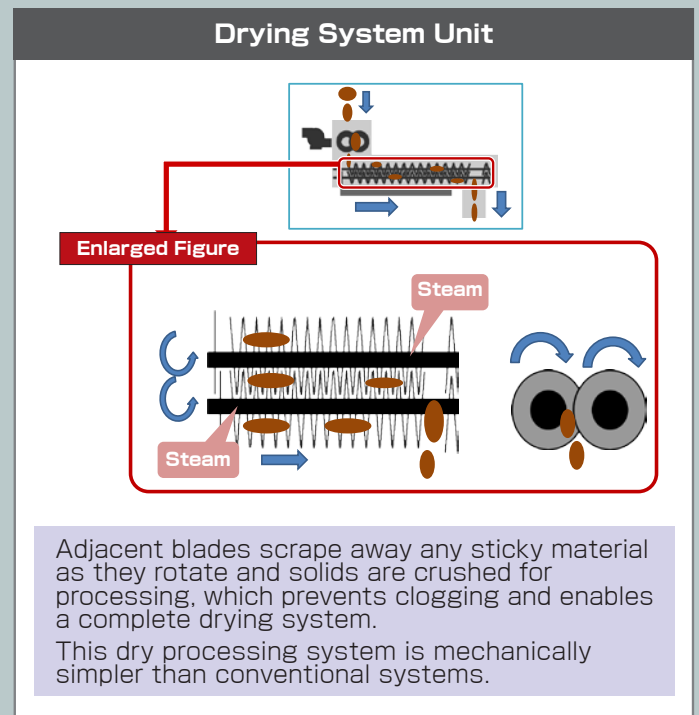 Drying System Unit
Enlarged Figure
Steam
Steam
Adjacent blades scrape away any sticky material
as they rotate and solids are crushed for
processing, which prevents clogging and enables
a complete drying system.
This dry processing system is mechanically
simpler than conventional systems.